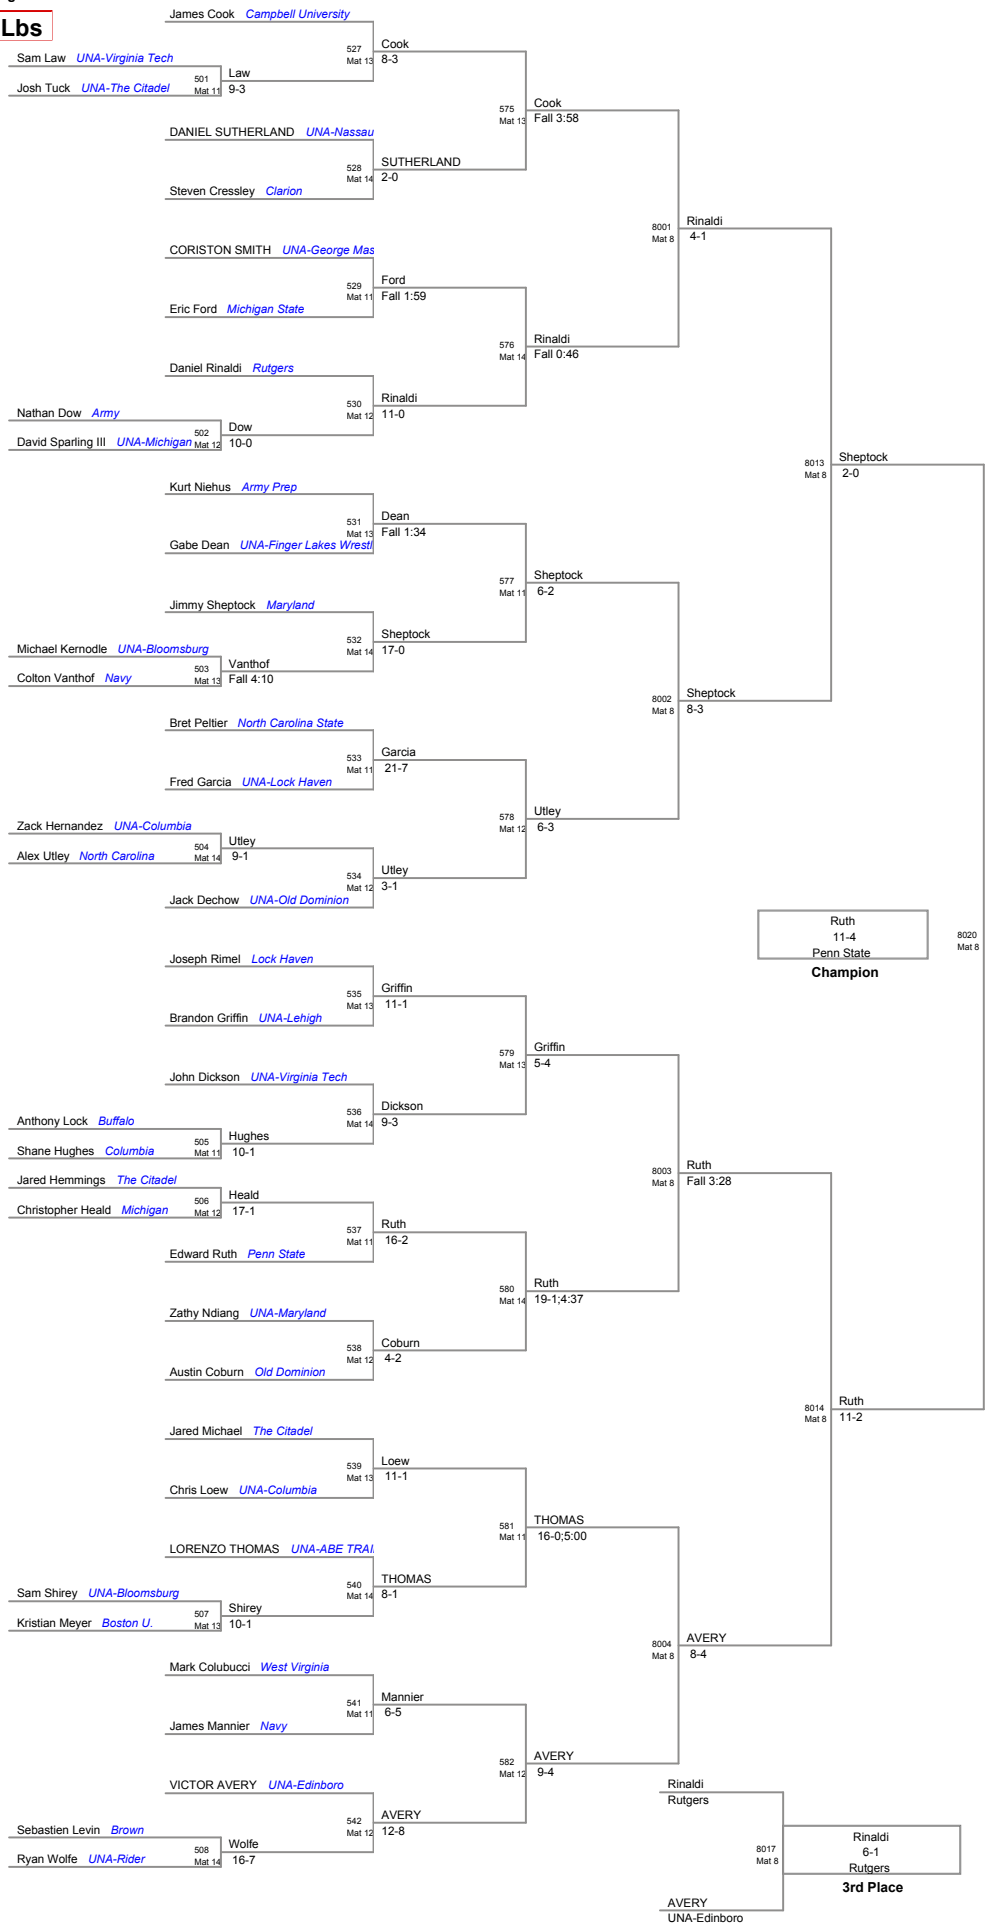 Lbs
James Cook Campbell University
527
Mat 13
Cook
8-3
Sam Law UNA-Virginia Tech
501
Mat 11
Law
9-3
Josh Tuck UNA-The Citadel
575
Mat 13
Cook
Fall 3:58
DANIEL SUTHERLAND UNA-Nassau
528
Mat 14
SUTHERLAND
2-0
Steven Cressley Clarion
8001
Mat 8
Rinaldi
4-1
CORISTON SMITH UNA-George Mas
529
Mat 11
Ford
Fall 1:59
Eric Ford Michigan State
576
Mat 14
Rinaldi
Fall 0:46
Daniel Rinaldi Rutgers
530
Mat 12
Rinaldi
11-0
Nathan Dow Army
502
Mat 12
Dow
10-0
David Sparling III UNA-Michigan
8013
Mat 8
Sheptock
2-0
Kurt Niehus Army Prep
531
Mat 13
Dean
Fall 1:34
Gabe Dean UNA-Finger Lakes Wrestl
577
Mat 11
Sheptock
6-2
Jimmy Sheptock Maryland
532
Mat 14
Sheptock
17-0
Michael Kernodle UNA-Bloomsburg
503
Mat 13
Vanthof
Fall 4:10
Colton Vanthof Navy
8002
Mat 8
Sheptock
8-3
Bret Peltier North Carolina State
533
Mat 11
Garcia
21-7
Fred Garcia UNA-Lock Haven
578
Mat 12
Utley
6-3
Zack Hernandez UNA-Columbia
504
Mat 14
Utley
9-1
Alex Utley North Carolina
534
Mat 12
Utley
3-1
Jack Dechow UNA-Old Dominion
Ruth
11-4
Penn State
Champion
8020
Mat 8
Joseph Rimel Lock Haven
535
Mat 13
Griffin
11-1
Brandon Griffin UNA-Lehigh
579
Mat 13
Griffin
5-4
John Dickson UNA-Virginia Tech
536
Mat 14
Dickson
9-3
Anthony Lock Buffalo
505
Mat 11
Hughes
10-1
Shane Hughes Columbia
8003
Mat 8
Ruth
Fall 3:28
Jared Hemmings The Citadel
506
Mat 12
Heald
17-1
Christopher Heald Michigan
537
Mat 11
Ruth
16-2
Edward Ruth Penn State
580
Mat 14
Ruth
19-1;4:37
Zathy Ndiang UNA-Maryland
538
Mat 12
Coburn
4-2
Austin Coburn Old Dominion
8014
Mat 8
Ruth
11-2
Jared Michael The Citadel
539
Mat 13
Loew
11-1
Chris Loew UNA-Columbia
581
Mat 11
THOMAS
16-0;5:00
LORENZO THOMAS UNA-ABE TRAI
540
Mat 14
THOMAS
8-1
Sam Shirey UNA-Bloomsburg
507
Mat 13
Shirey
10-1
Kristian Meyer Boston U.
8004
Mat 8
AVERY
8-4
Mark Colubucci West Virginia
541
Mat 11
Mannier
6-5
James Mannier Navy
582
Mat 12
AVERY
9-4
VICTOR AVERY UNA-Edinboro
542
Mat 12
AVERY
12-8
Sebastien Levin Brown
508
Mat 14
Wolfe
16-7
Ryan Wolfe UNA-Rider
Rinaldi
Rutgers
8017
Mat 8
Rinaldi
6-1
Rutgers
3rd Place
AVERY
UNA-Edinboro